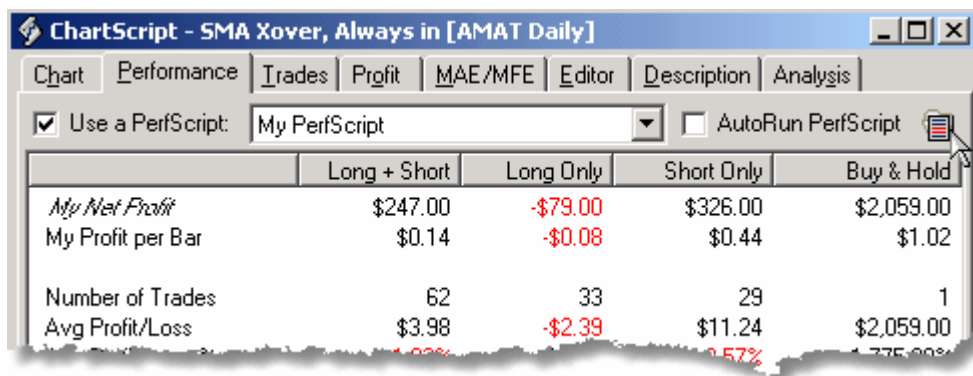 ChartScript - SMA Xover, Always in [AMAT Daily]
Chart Performance Trades Profit MAE/MFE Editor Description Analysis
Use a PerfScript: My PerfScript AutoRun PerfScript
Long + Short Long Only Short Only Buy & Hold
My Net Profit $247.00 -$79.00 $326.00 $2,059.00
My Profit per Bar $0.14 -$0.08 $0.44 $1.02
Number of Trades 62 33 29 1
Avg Profit/Loss $3.98 -$2.39 $11.24 $2,059.00